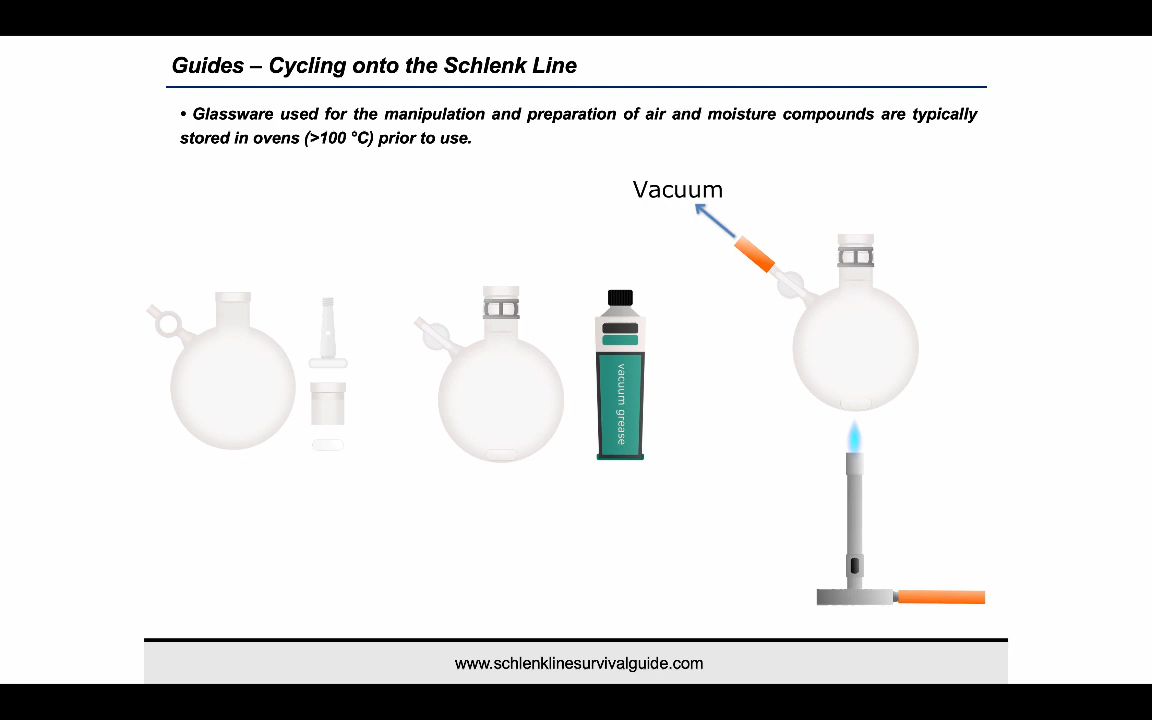 Guides – Cycling onto the Schlenk Line
• Glassware used for the manipulation and preparation of air and moisture compounds are typically
stored in ovens (>100 °C) prior to use.
Vacuum
vacuum grease
www.schlenklinesurvivalguide.com